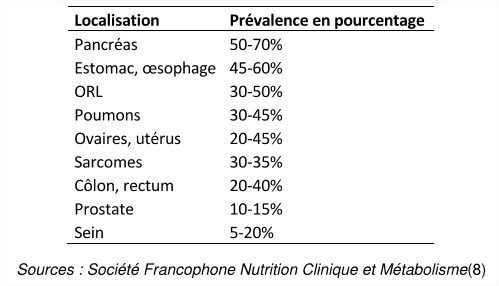 Localisation Prévalence en pourcentage
Pancréas 50-70%
Estomac, œsophage 45-60%
ORL 30-50%
Poumons 30-45%
Ovaires, utérus 20-45%
Sarcomes 30-35%
Côlon, rectum 20-40%
Prostate 10-15%
Sein 5-20%
Sources : Société Francophone Nutrition Clinique et Métabolisme(8)